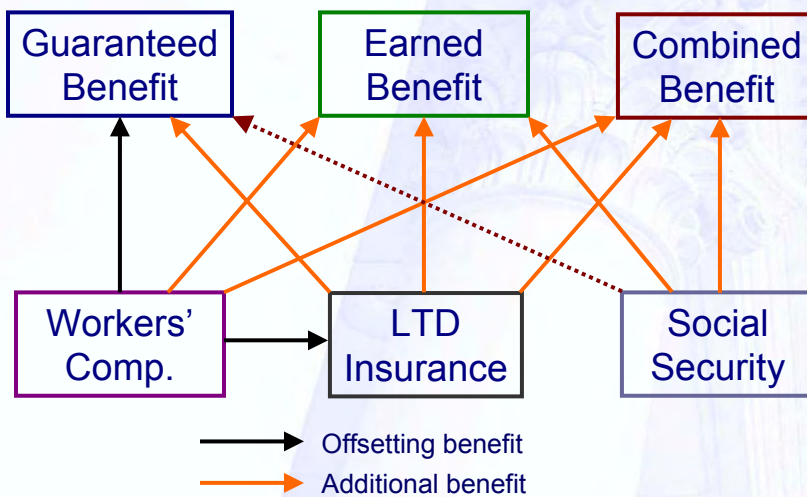 Guaranteed
Benefit
Earned
Benefit
Combined
Benefit
Workers’
Comp.
LTD
Insurance
Social
Security
Offsetting benefit
Additional benefit